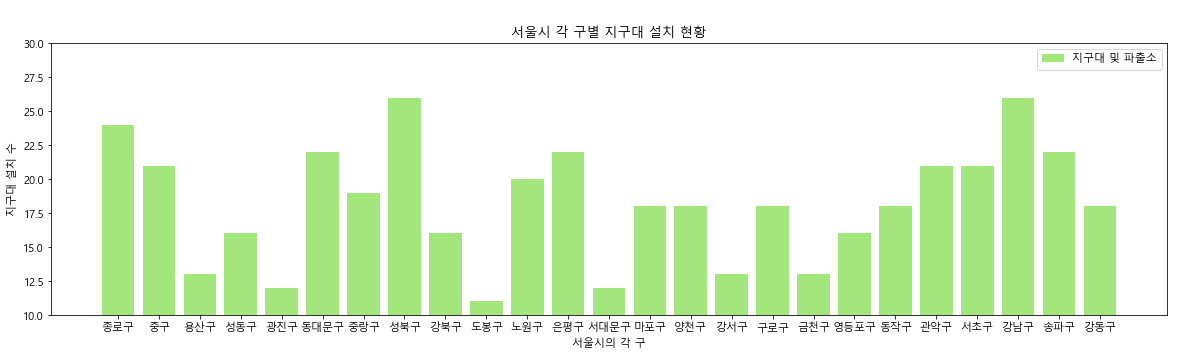 서울시 각 구별 지구대 설치 현황
지구대 및 파출소
지구대 설치 수
30.0
27.5
25.0
22.5
20.0
17.5
15.0
12.5
10.0
종로구 중구 용산구 성동구 광진구 동대문구 중랑구 성북구 강북구 도봉구 노원구 은평구 서대문구 마포구 양천구 강서구 구로구 금천구 영등포구 동작구 관악구 서초구 강남구 송파구 강동구
서울시의 각 구